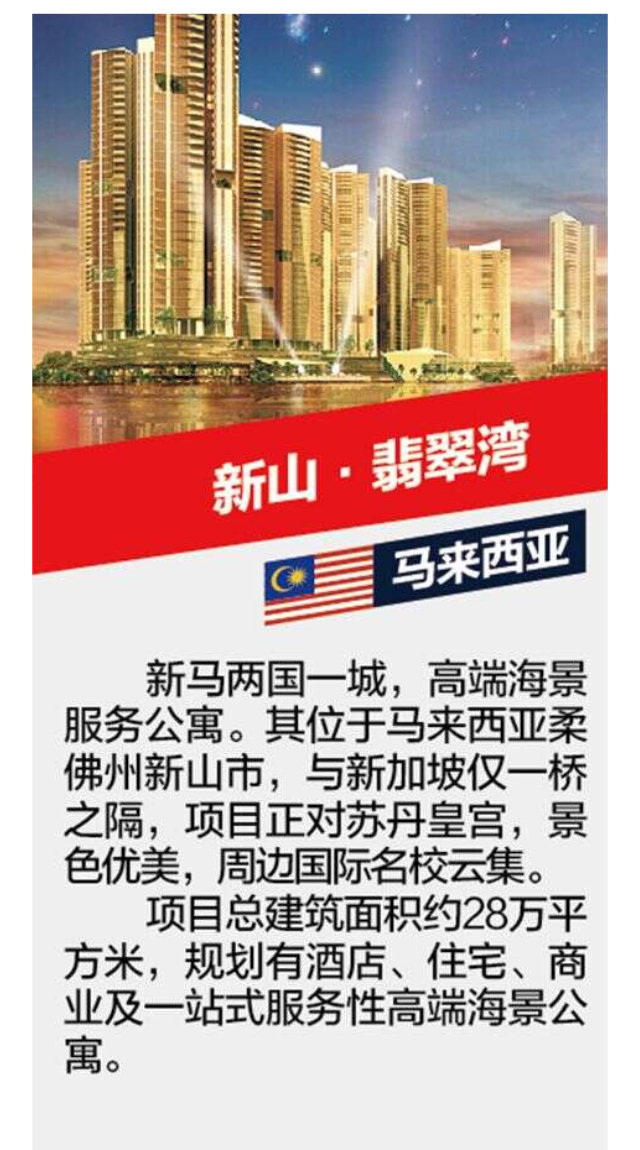 新山·翡翠湾
马来西亚
新马两国一城，高端海景
服务公寓。其位于马来西亚柔
佛州新山市，与新加坡仅一桥
之隔，项目正对苏丹皇宫，景
色优美，周边国际名校云集。
项目总建筑面积约28万平
方米，规划有酒店、住宅、商
业及一站式服务性高端海景公
寓。